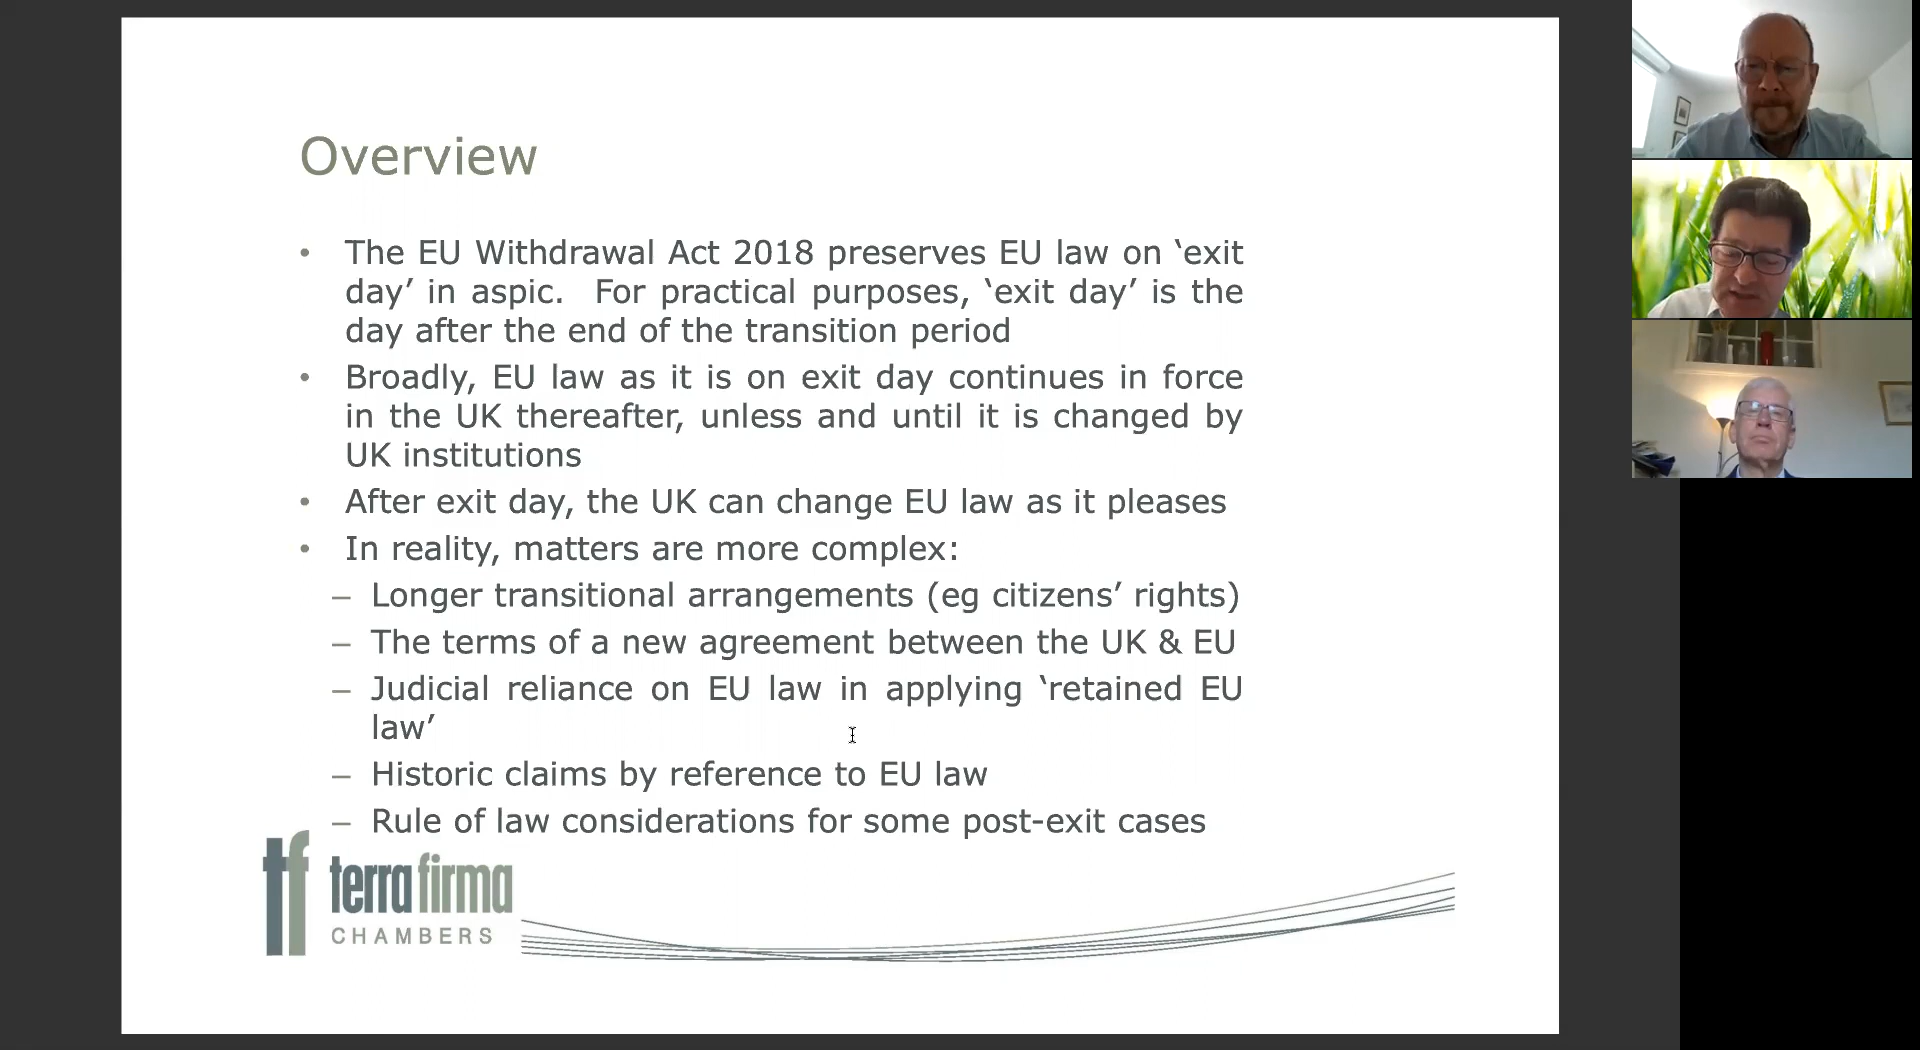 Overview
• The EU Withdrawal Act 2018 preserves EU law on ‘exit
day’ in aspic.  For practical purposes, ‘exit day’ is the
day after the end of the transition period
• Broadly, EU law as it is on exit day continues in force
in the UK thereafter, unless and until it is changed by
UK institutions
• After exit day, the UK can change EU law as it pleases
• In reality, matters are more complex:
– Longer transitional arrangements (eg citizens’ rights)
– The terms of a new agreement between the UK & EU
– Judicial reliance on EU law in applying ‘retained EU
law’
– Historic claims by reference to EU law
– Rule of law considerations for some post-exit cases
tf
terra firma
CHAMBERS